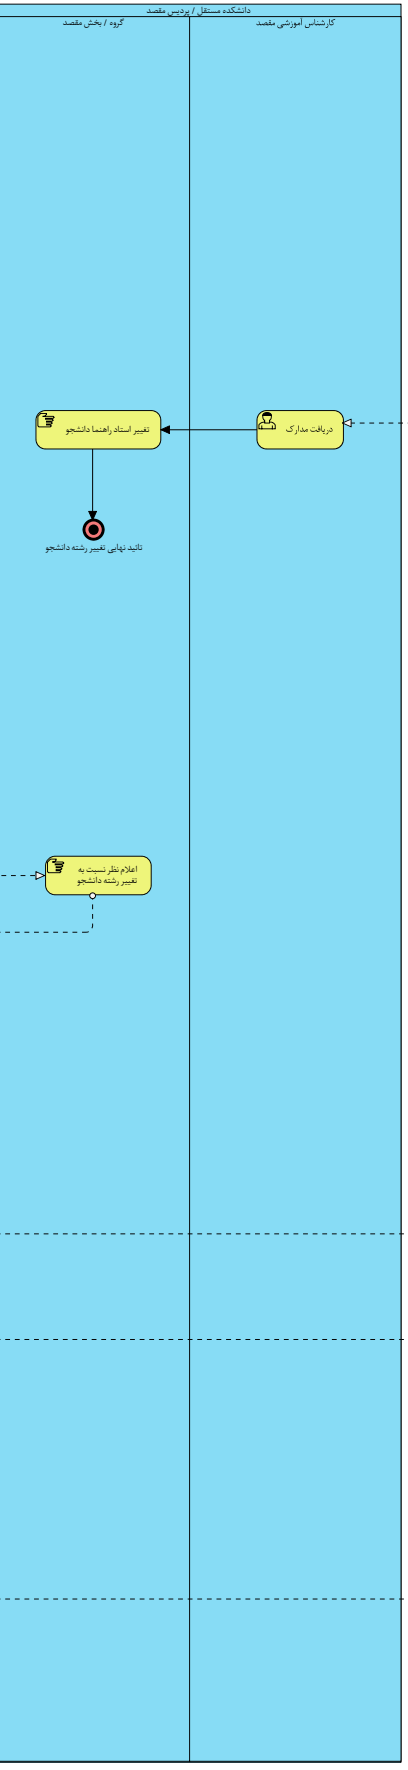 دانشکده مستقل / پردیس مقصد
کارشناس آموزشی مقصد
گروه / بخش مقصد
دریافت مدارک
تغییر استاد راهنما دانشجو
تائید نهایی تغییر رشته دانشجو
اعلام نظر نسبت به
تغییر رشته دانشجو